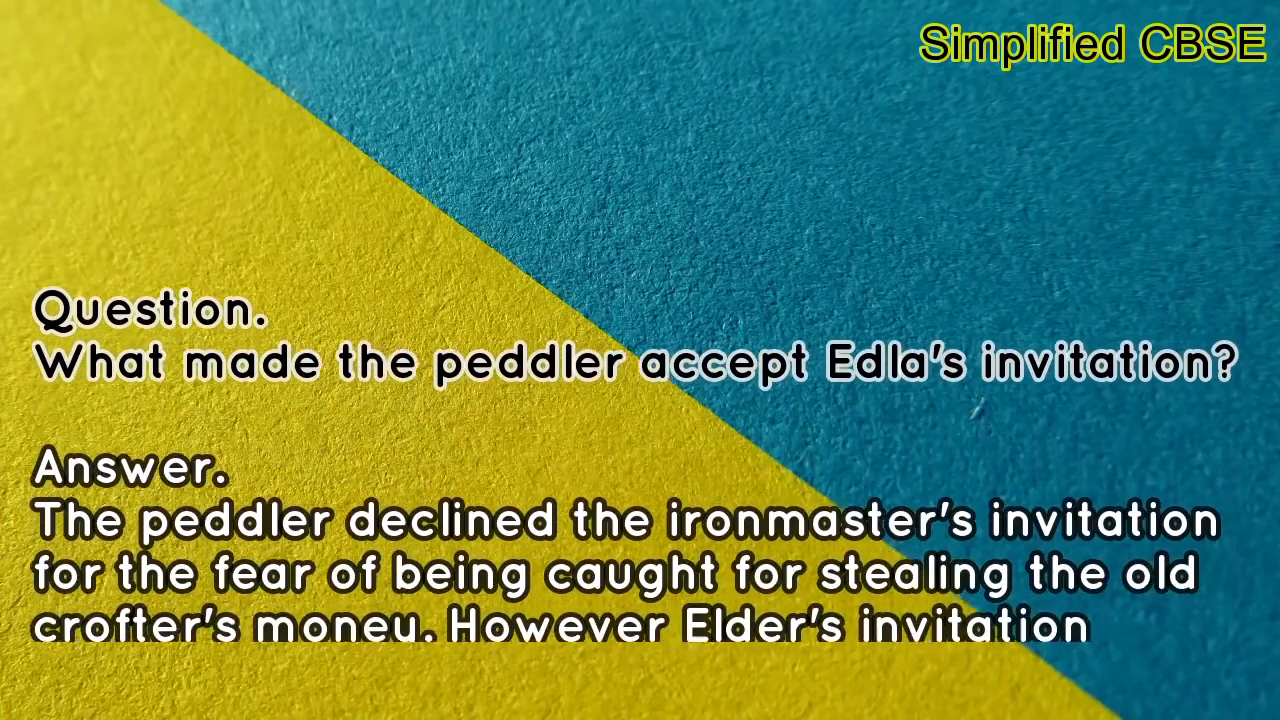 Simplified CBSE
Question.
What made the peddler accept Edla's invitation?
Answer.
The peddler declined the ironmaster's invitation
for the fear of being caught for stealing the old
crofter's money. However Elder's invitation